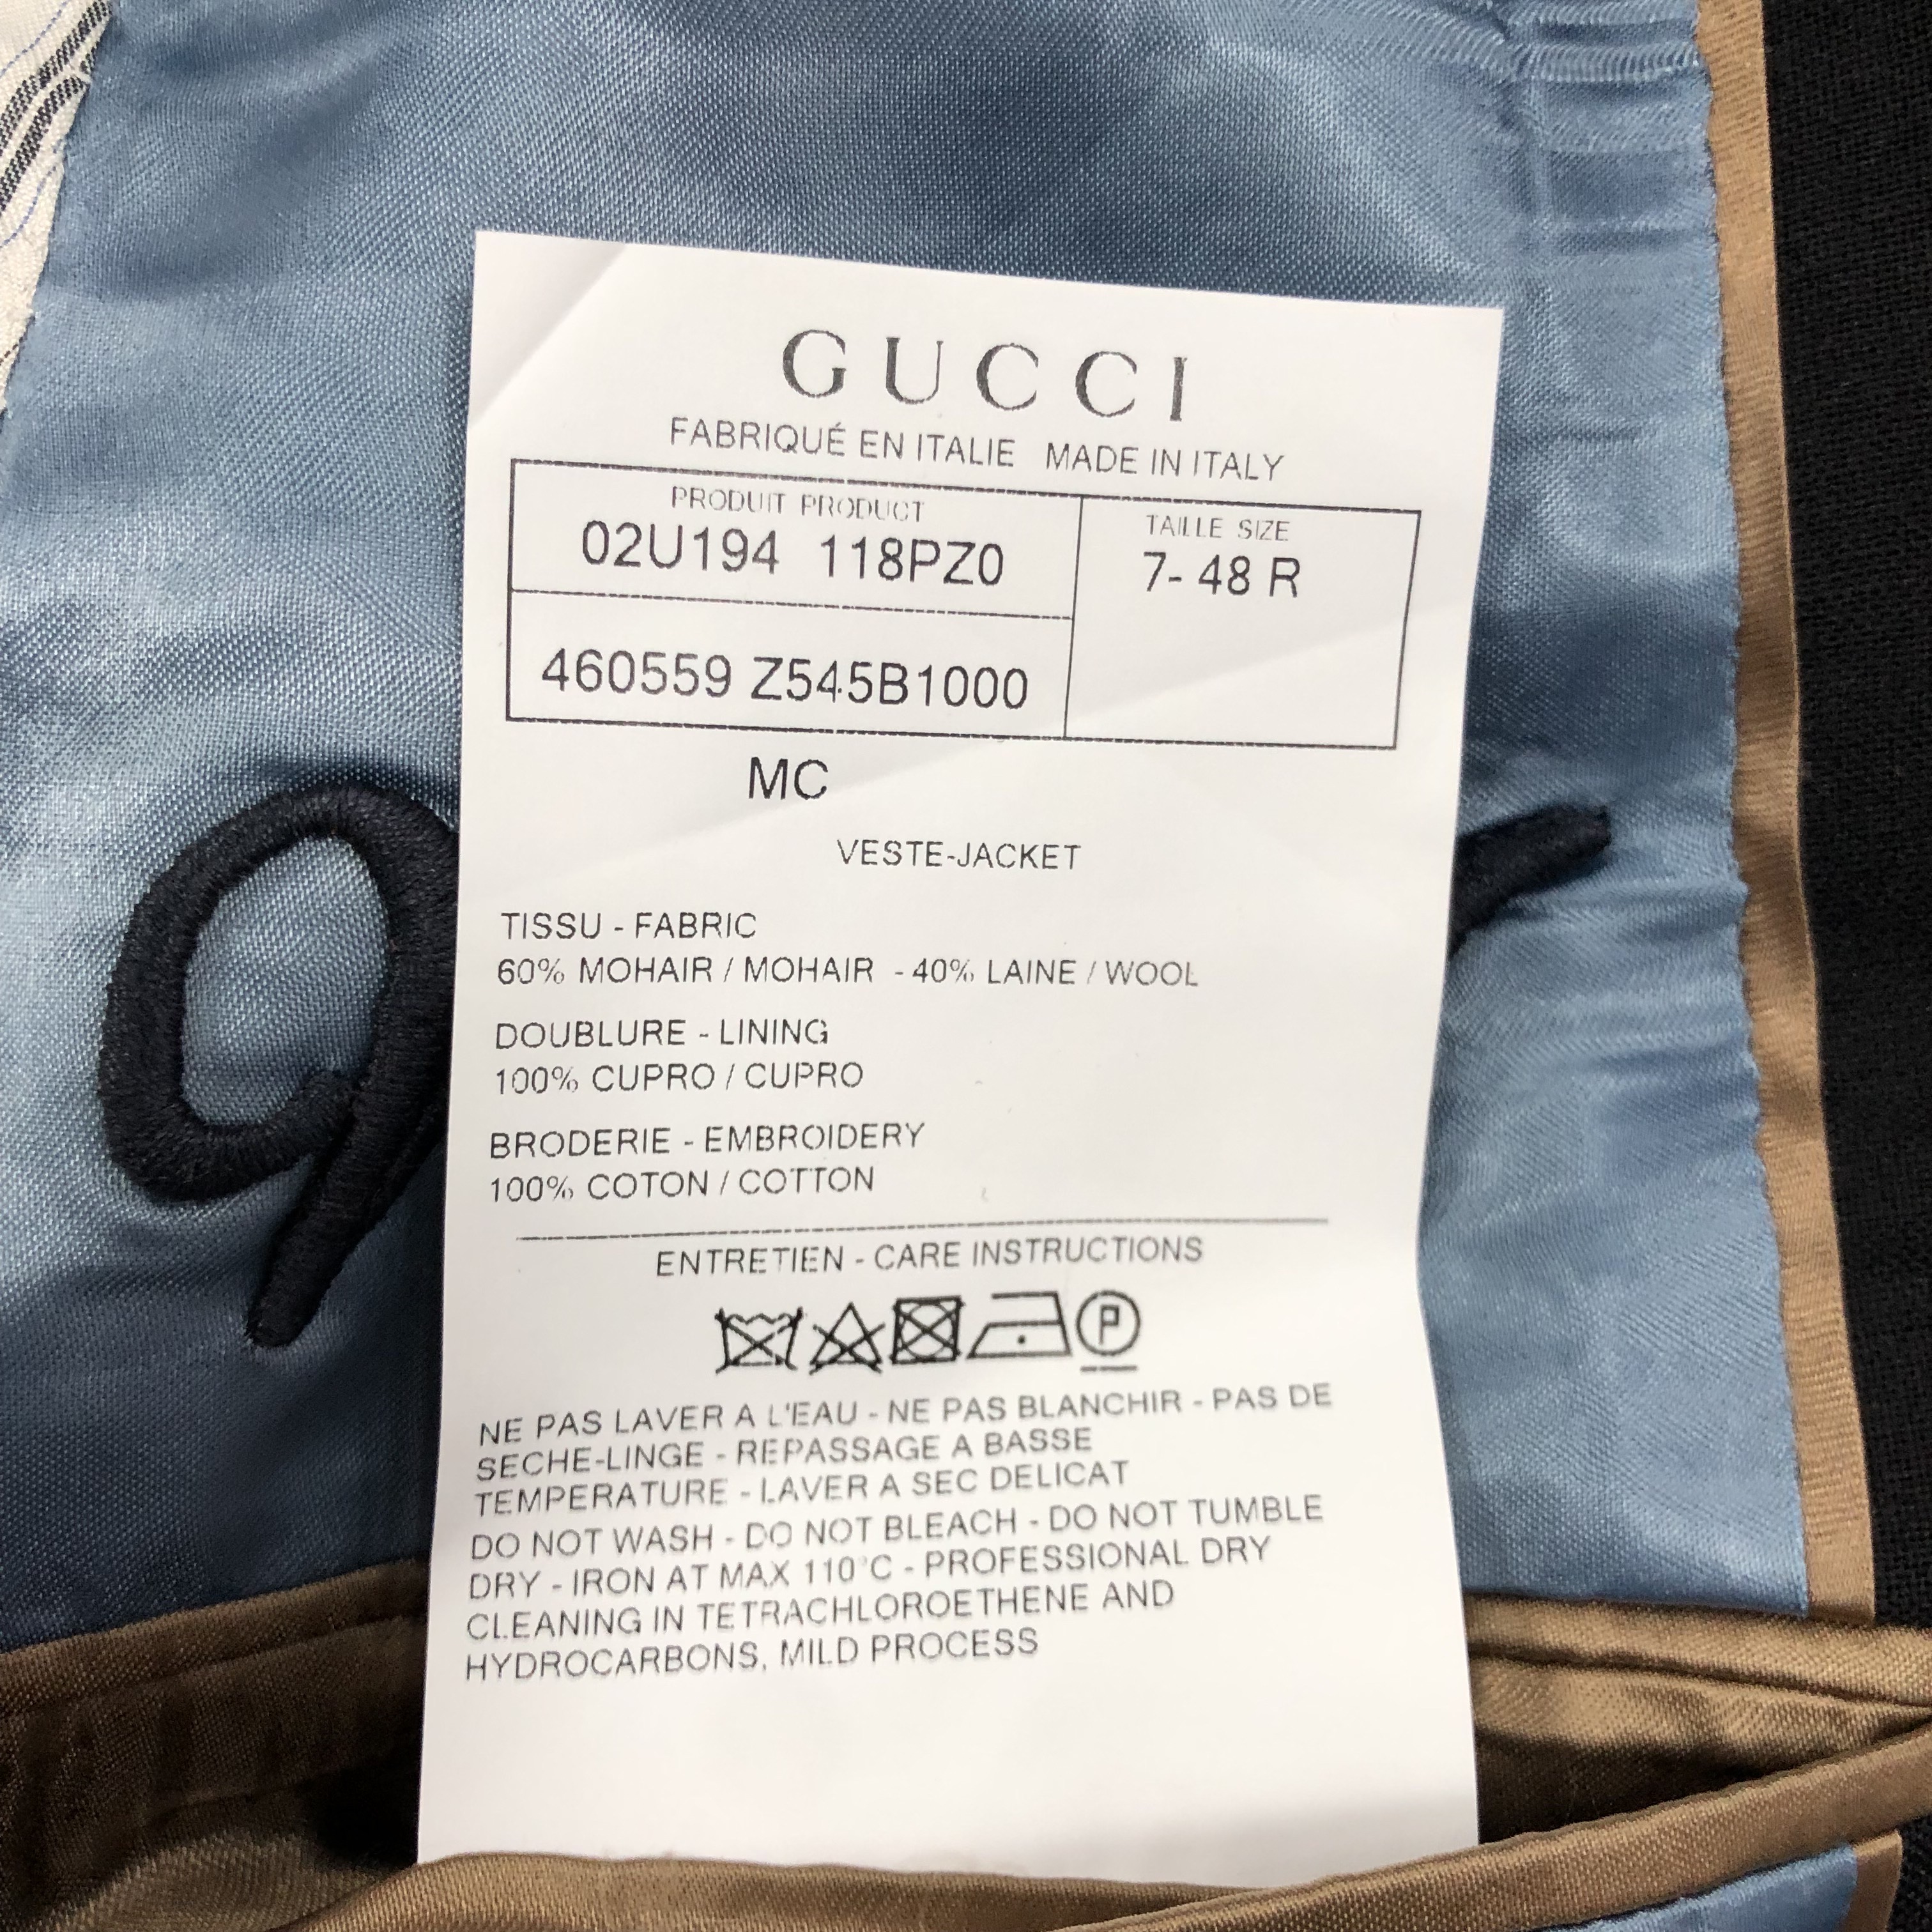 GUCCI
FABRIQUÉ EN ITALIE MADE IN ITALY
PRODUIT PRODUCT
02U194 118PZ0
TAILLE SIZE
7- 48 R
460559 Z545B1000
MC
VESTE-JACKET
TISSU - FABRIC
60% MOHAIR / MOHAIR - 40% LAINE / WOOL
DOUBLURE - LINING
100% CUPRO / CUPRO
BRODERIE - EMBROIDERY
100% COTON / COTTON
ENTRETIEN - CARE INSTRUCTIONS
P
NE PAS LAVER A L'EAU - NE PAS BLANCHIR - PAS DE
SECHE-LINGE - REPASSAGE A BASSE
TEMPERATURE - LAVER A SEC DELICAT
DO NOT WASH - DO NOT BLEACH - DO NOT TUMBLE
DRY - IRON AT MAX 110°C - PROFESSIONAL DRY
CLEANING IN TETRACHLOROETHENE AND
HYDROCARBONS, MILD PROCESS